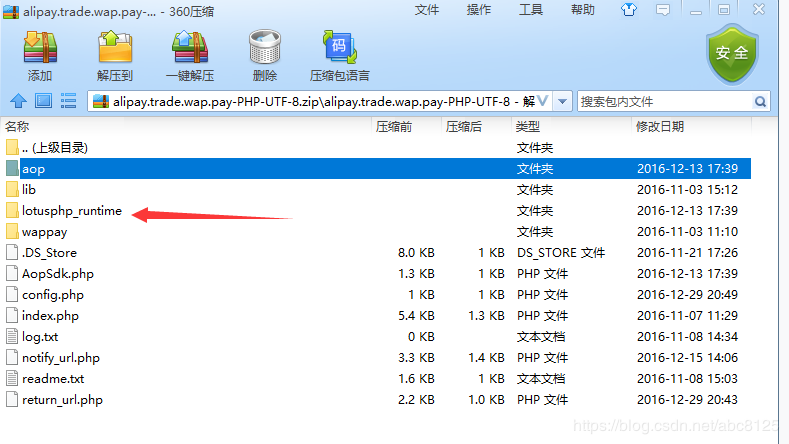 alipay.trade.wap.pay-... - 360压缩 文件 操作 工具 帮助
添加 解压到 一键解压 删除 压缩包语言 安全
码
alipay.trade.wap.pay-PHP-UTF-8.zip\alipay.trade.wap.pay-PHP-UTF-8 - 解 搜索包内文件
名称 压缩前 压缩后 类型 修改日期
.. (上级目录) 文件夹
aop 文件夹 2016-12-13 17:39
lib 文件夹 2016-11-03 15:12
lotusphp_runtime 文件夹 2016-12-13 17:39
wappay 文件夹 2016-11-03 11:10
.DS_Store 8.0 KB 1 KB DS_STORE 文件 2016-11-21 17:26
AopSdk.php 1.3 KB 1 KB PHP 文件 2016-12-13 17:39
config.php 1 KB 1 KB PHP 文件 2016-12-29 20:49
index.php 5.4 KB 1.3 KB PHP 文件 2016-11-07 11:29
log.txt 0 KB 文本文档 2016-11-08 14:34
notify_url.php 3.3 KB 1.4 KB PHP 文件 2016-12-15 14:06
readme.txt 1.6 KB 1 KB 文本文档 2016-11-08 15:03
return_url.php 2.2 KB 1.0 KB PHP 文件 2016-12-29 20:43
https://blog.csdn.net/abc8125